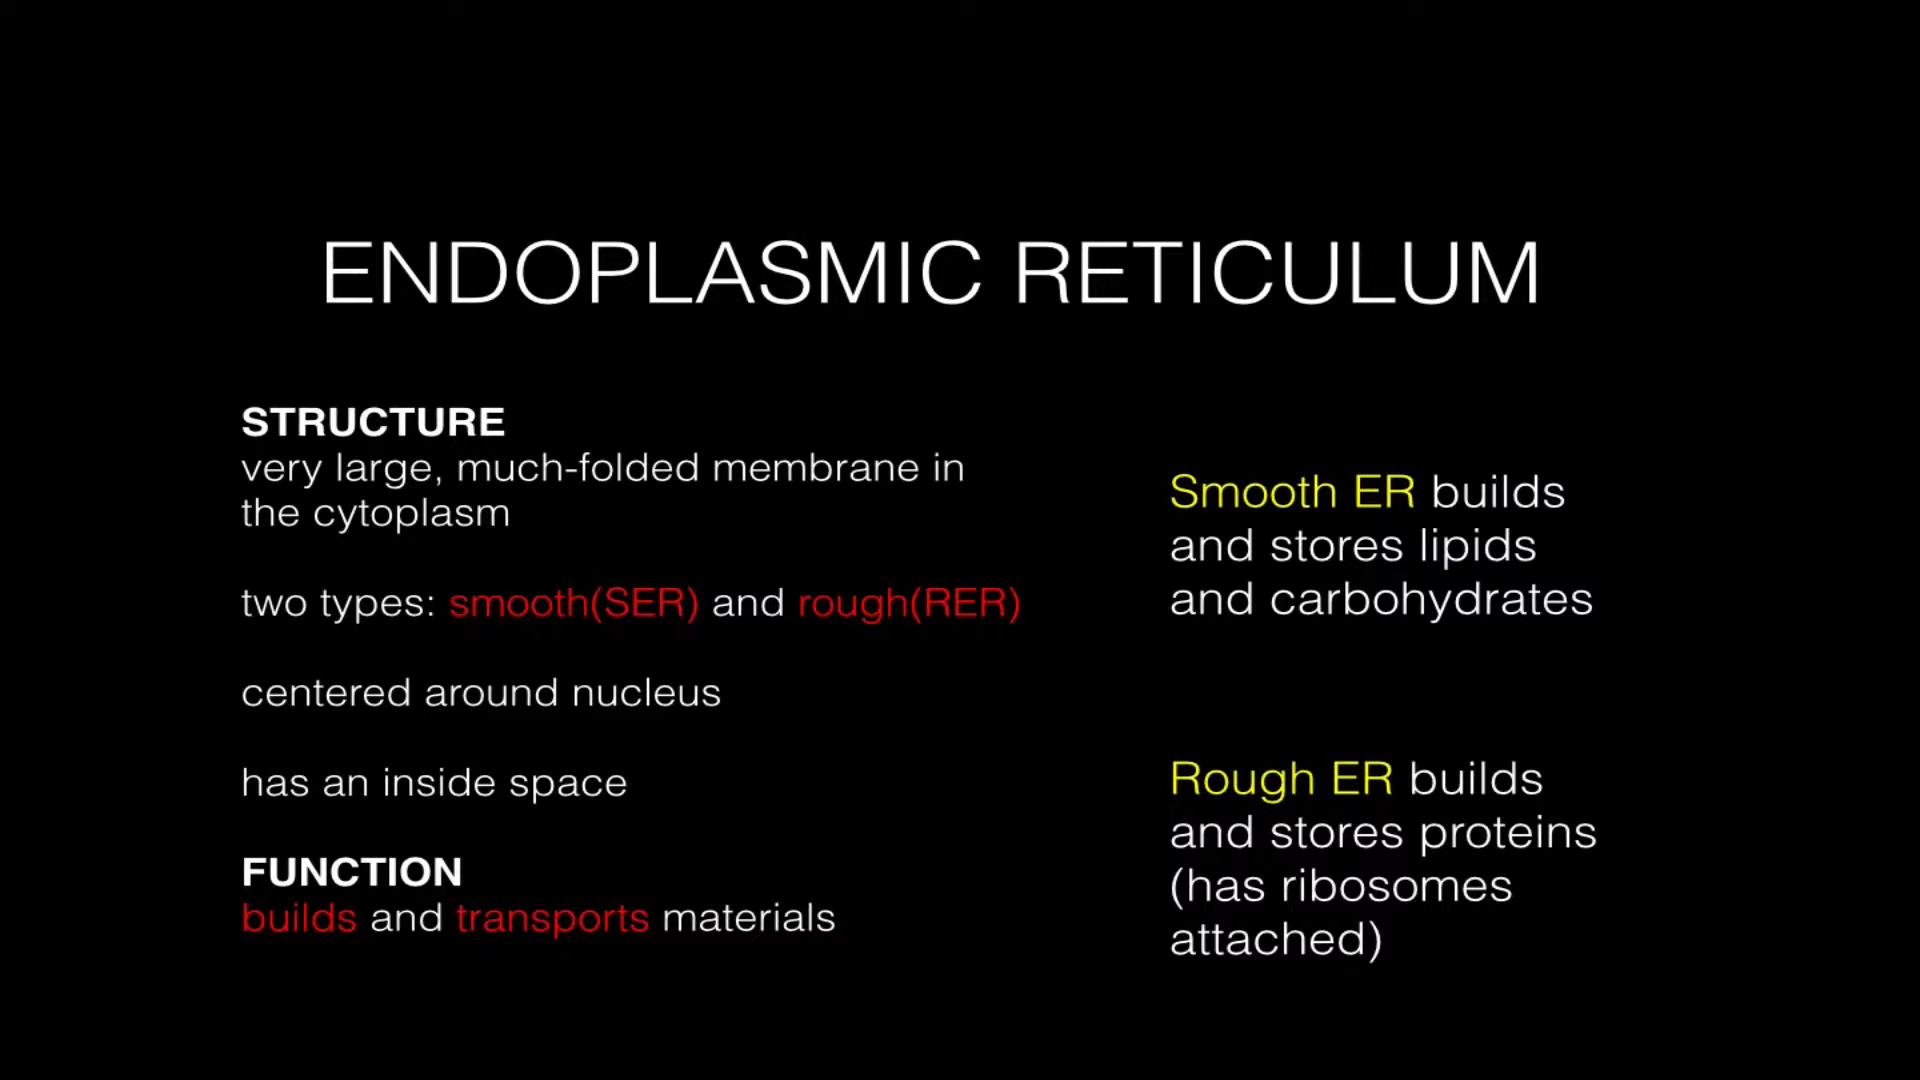 ENDOPLASMIC RETICULUM
STRUCTURE
very large, much-folded membrane in
the cytoplasm
two types: smooth(SER) and rough(RER)
centered around nucleus
has an inside space
FUNCTION
builds and transports materials
Smooth ER builds
and stores lipids
and carbohydrates
Rough ER builds
and stores proteins
(has ribosomes
attached)